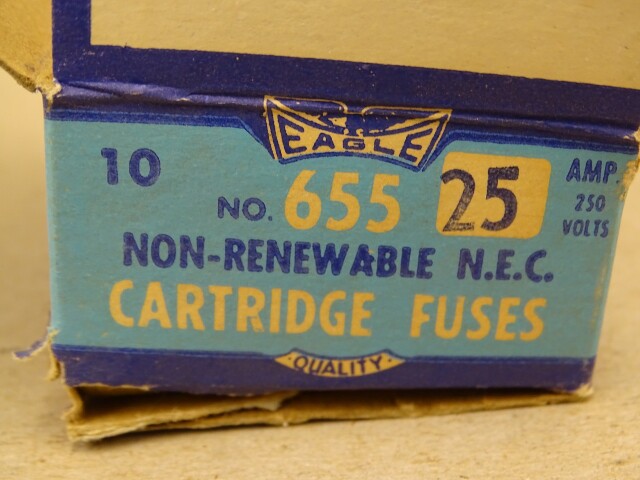 EAGLE
10 NO. 655 25 AMP.
250
VOLTS
NON-RENEWABLE N.E.C.
CARTRIDGE FUSES
·QUALITY·